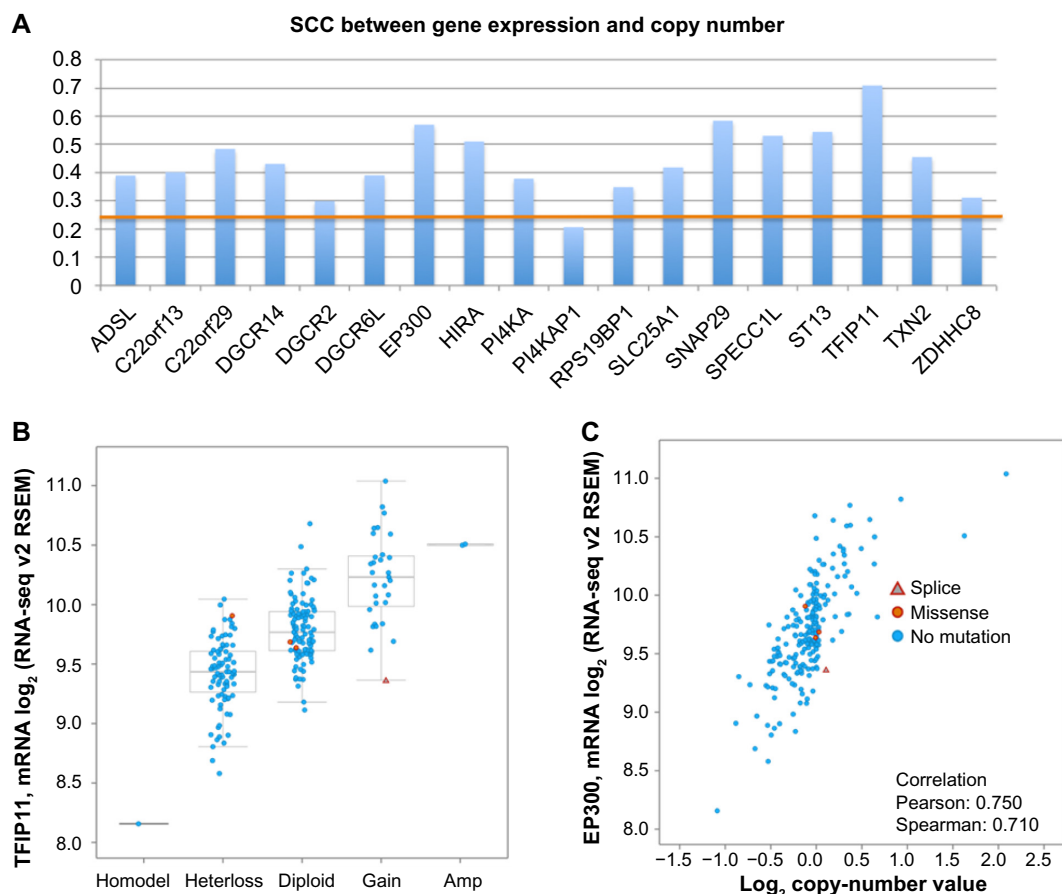 A
SCC between gene expression and copy number
0.8
0.7
0.6
0.5
0.4
0.3
0.2
0.1
0
ADSL
C22orf13
C22orf29
DGCR14
DGCR2
DGCR6L
EP300
HIRA
PI4KA
PI4KAP1
RPS19BP1
SLC25A1
SNAP29
SPECC1L
ST13
TFIP11
TXN2
ZDHHC8
B
TFIP11, mRNA log₂ (RNA-seq v2 RSEM)
11.0
10.5
10.0
9.5
9.0
8.5
8.0
Homodel Heterloss Diploid Gain Amp
C
EP300, mRNA log₂ (RNA-seq v2 RSEM)
11.0
10.5
10.0
9.5
9.0
8.5
8.0
Splice
Missense
No mutation
Correlation
Pearson: 0.750
Spearman: 0.710
−1.5 −1.0 −0.5 0.0 0.5 1.0 1.5 2.0 2.5
Log₂ copy-number value